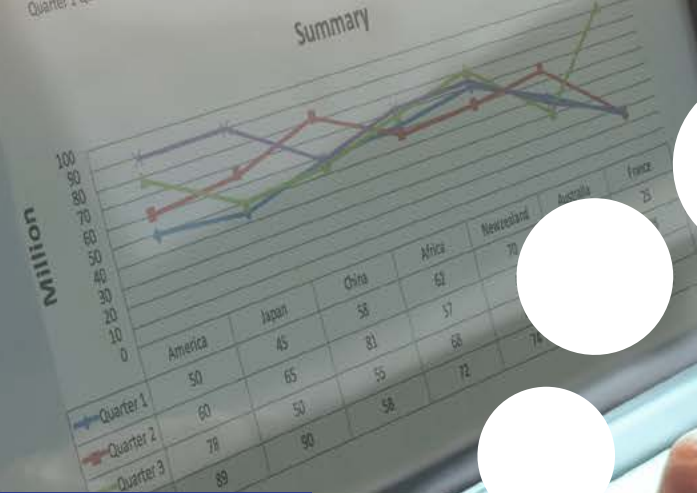 Quarter 1
Summary
Million
100
90
80
70
60
50
40
30
20
10
0
America Japan China Africa Newzealand Australia France
Quarter 1 50 45 58 62 70 25
Quarter 2 60 65 81 57
Quarter 3 78 50 55 68
89 90 58 72 74